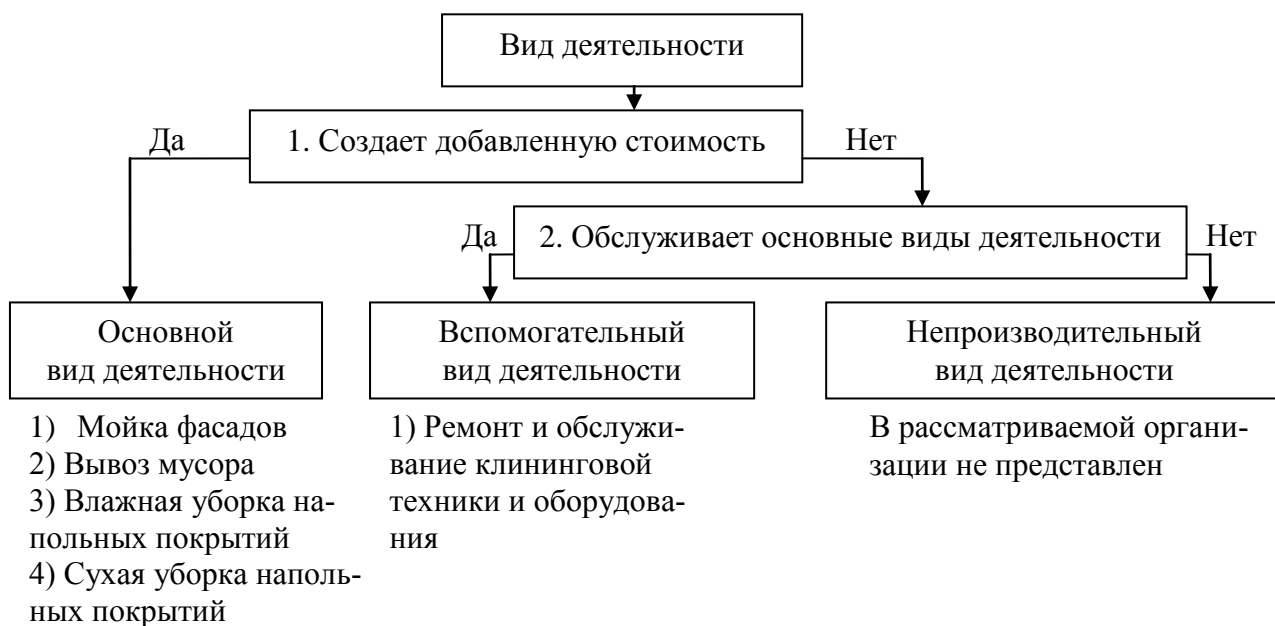 Вид деятельности
Да
1. Создает добавленную стоимость
Нет
Да
2. Обслуживает основные виды деятельности
Нет
Основной
вид деятельности
Вспомогательный
вид деятельности
Непроизводительный
вид деятельности
1) Мойка фасадов
2) Вывоз мусора
3) Влажная уборка на-
польных покрытий
4) Сухая уборка наполь-
ных покрытий
1) Ремонт и обслужи-
вание клининговой
техники и оборудова-
ния
В рассматриваемой органи-
зации не представлен